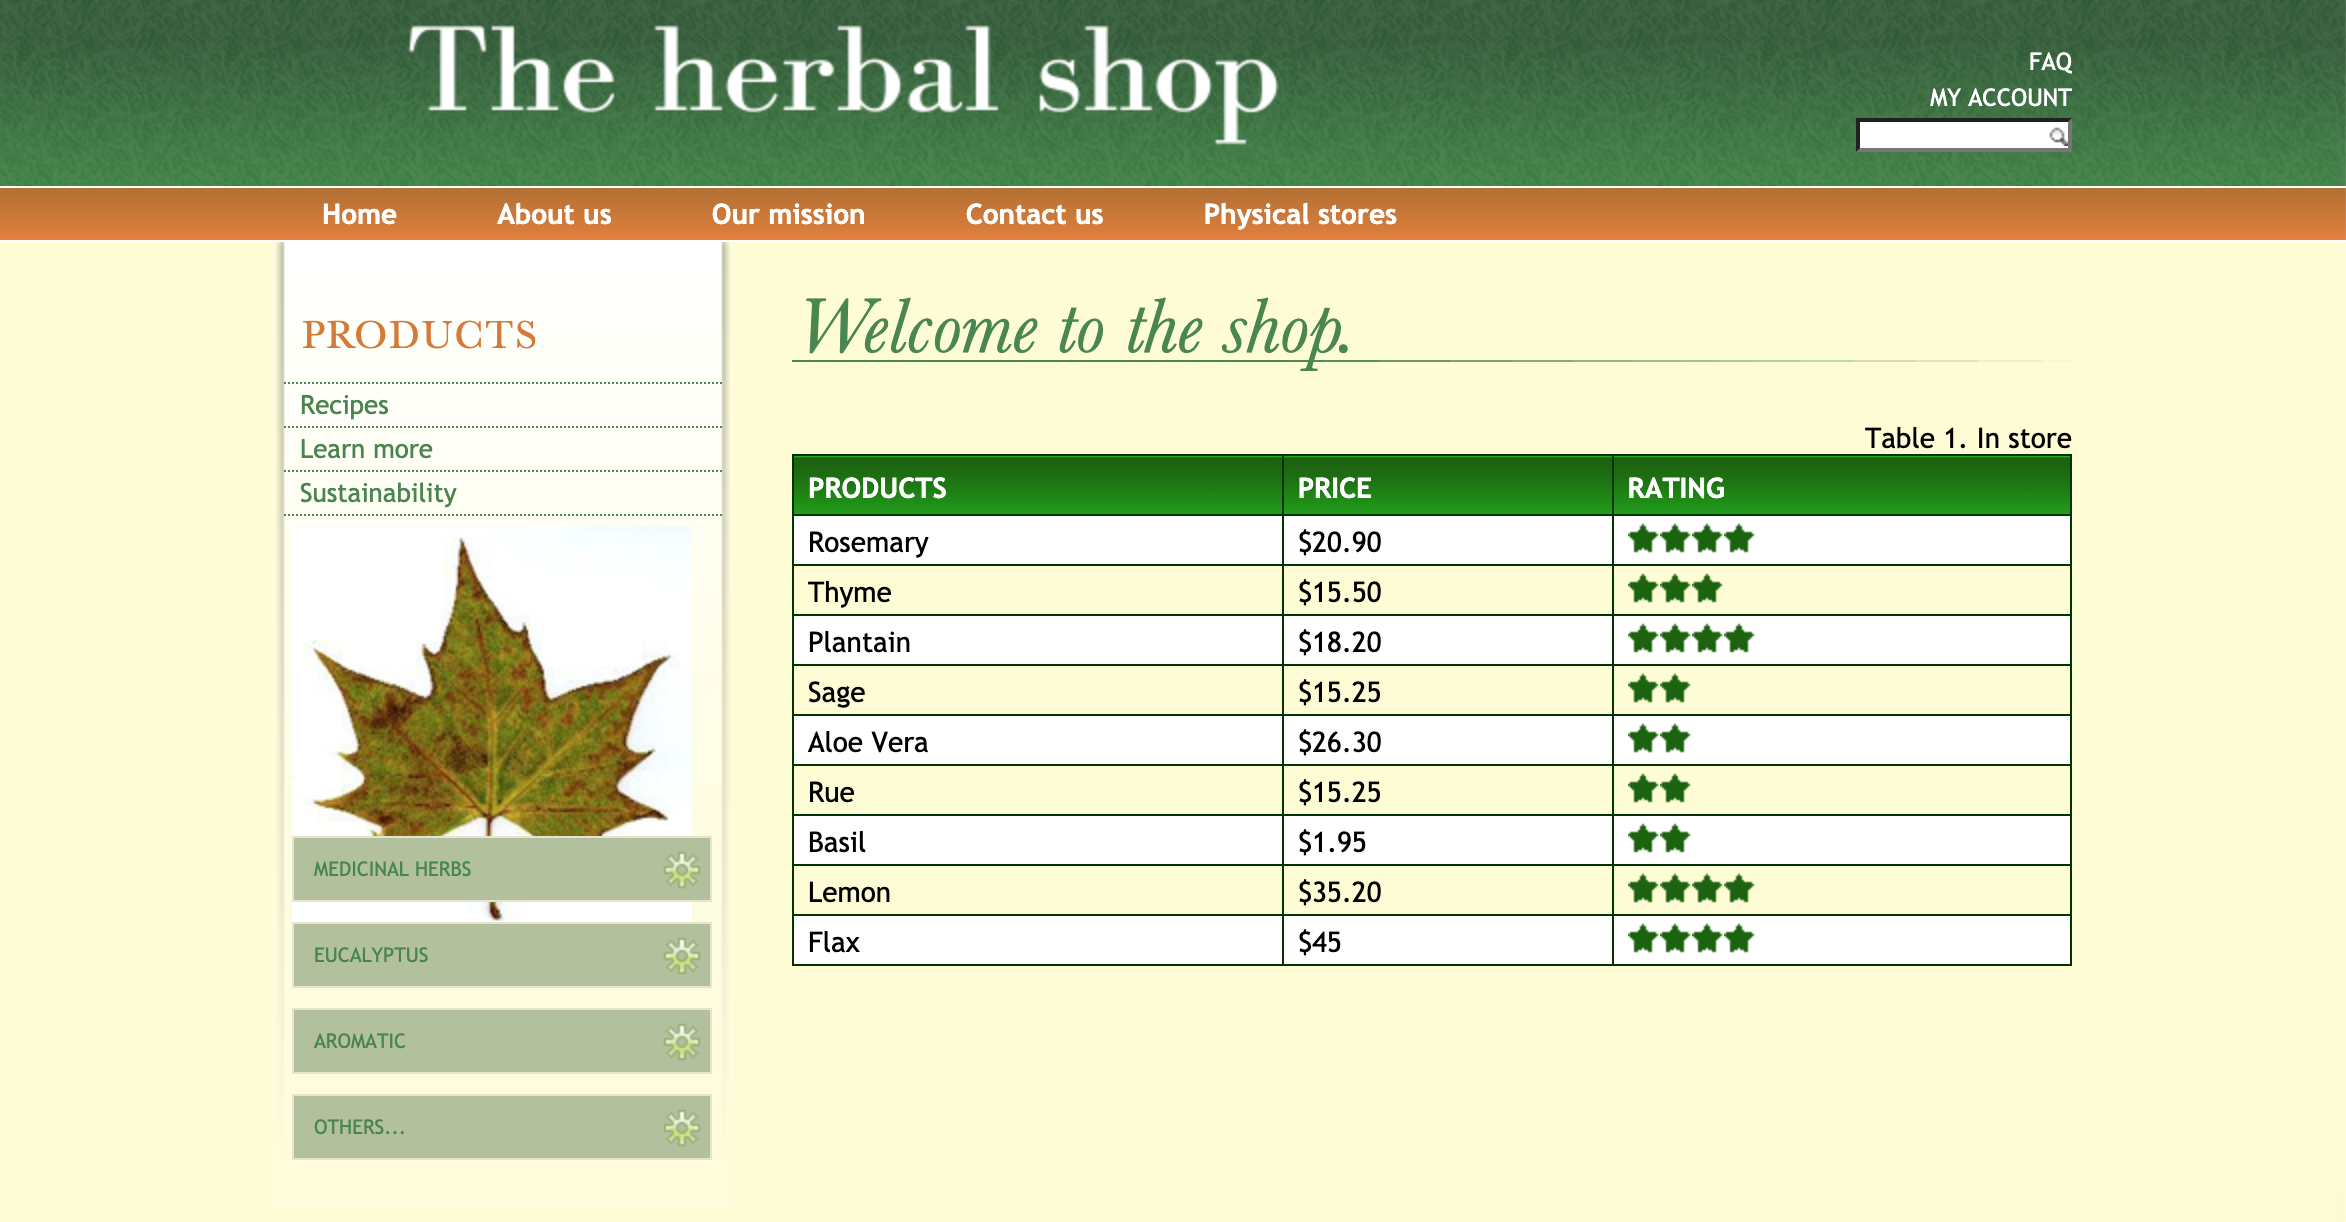 The herbal shop
FAQ
MY ACCOUNT
Home About us Our mission Contact us Physical stores
PRODUCTS
Recipes
Learn more
Sustainability
MEDICINAL HERBS
EUCALYPTUS
AROMATIC
OTHERS...
Welcome to the shop.
Table 1. In store
PRODUCTS PRICE RATING
Rosemary $20.90
Thyme $15.50
Plantain $18.20
Sage $15.25
Aloe Vera $26.30
Rue $15.25
Basil $1.95
Lemon $35.20
Flax $45